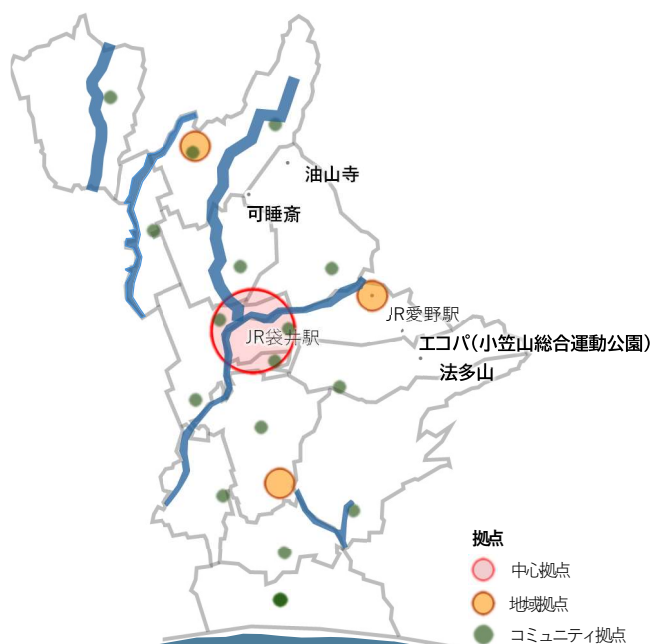 油山寺
可睡斎
JR愛野駅
JR袋井駅
エコパ(小笠山総合運動公園)
法多山
拠点
中心拠点
地域拠点
コミュニティ拠点